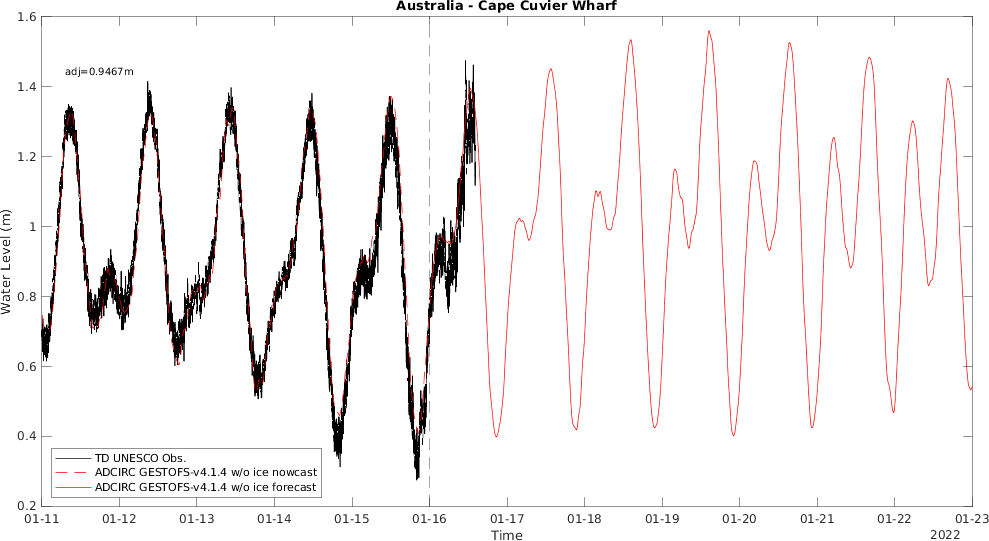 Australia - Cape Cuvier Wharf
adj=0.9467m
Water Level (m)
1.6
1.4
1.2
1
0.8
0.6
0.4
0.2
TD UNESCO Obs.
ADCIRC GESTOFS-v4.1.4 w/o ice nowcast
ADCIRC GESTOFS-v4.1.4 w/o ice forecast
01-11 01-12 01-13 01-14 01-15 01-16 01-17 01-18 01-19 01-20 01-21 01-22 01-23
Time
2022